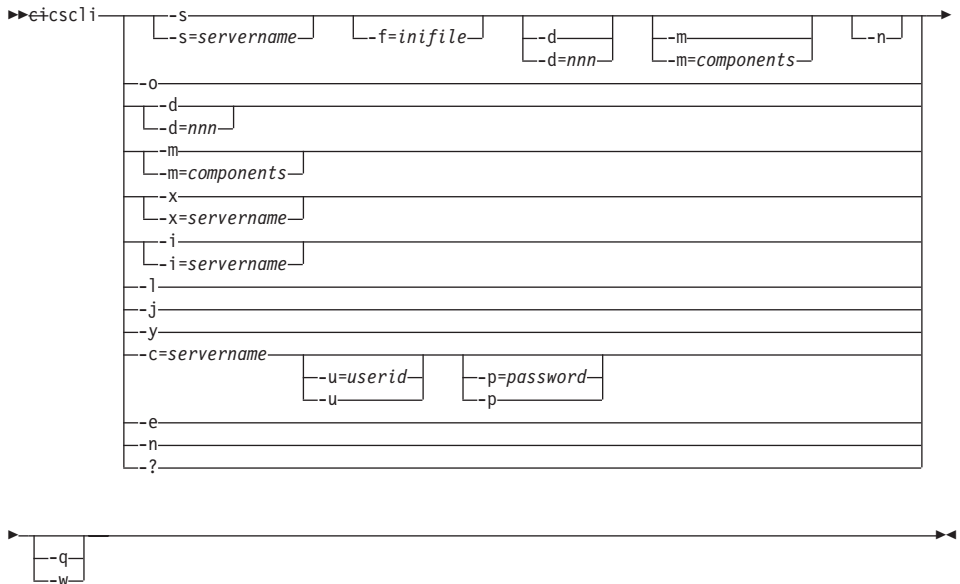 cicscli -s -f=inifile -d -m -n
-s=servername -d=nnn -m=components
-o
-d
-d=nnn
-m
-m=components
-x
-x=servername
-i
-i=servername
-l
-j
-y
-c=servername
-u=userid -p=password
-u -p
-e
-n
-?
-q
-w